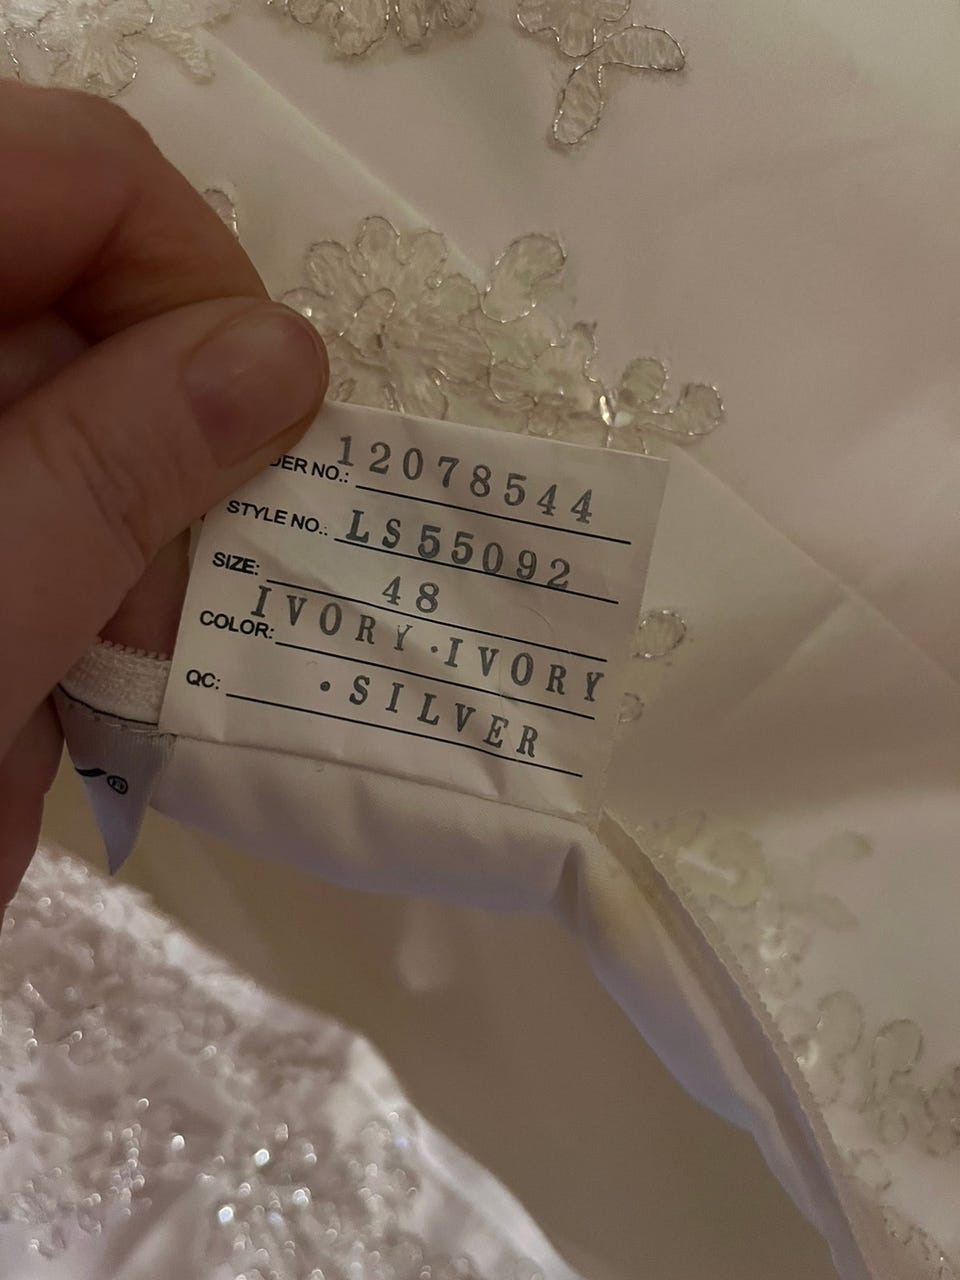 DER NO.: 12078544
STYLE NO.: LS55092
SIZE: 48
COLOR: IVORY.IVORY
QC: .SILVER
®